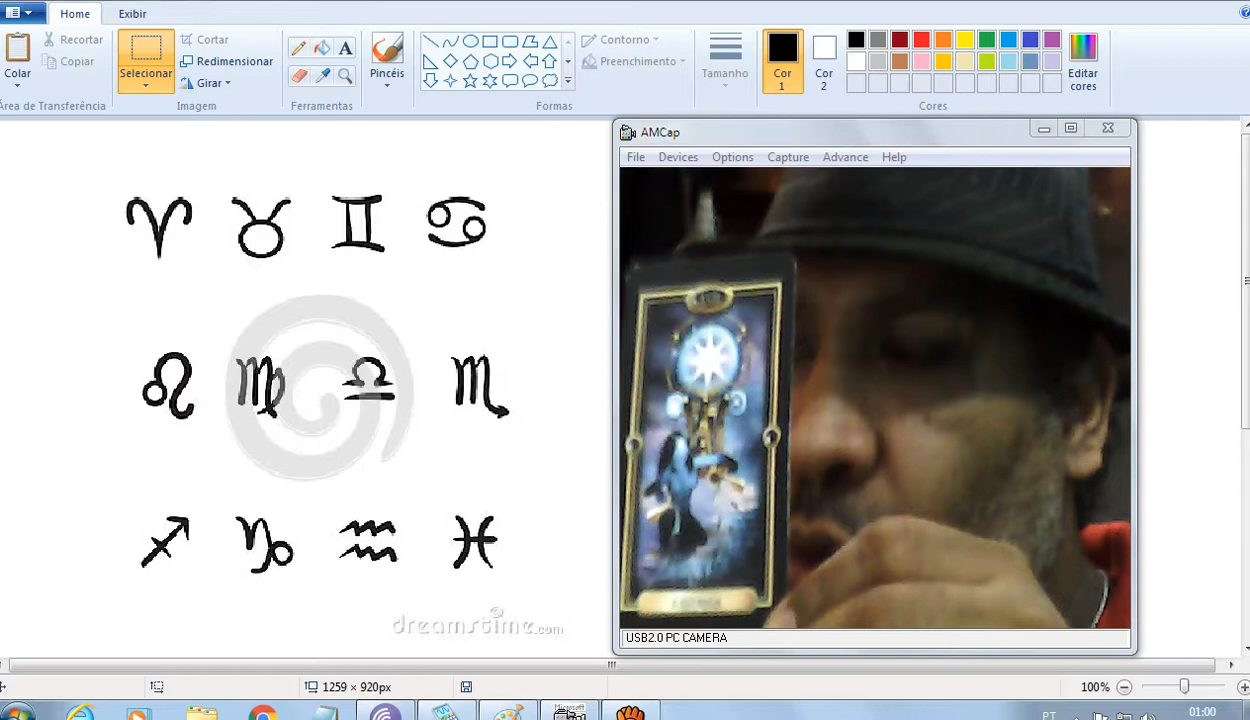 Home Exibir
Colar
Recortar
Copiar
Área de Transferência
Selecionar
Cortar
Redimensionar
Girar
Imagem
A
Ferramentas
Pincéis
Contorno
Preenchimento
Formas
Tamanho
Cor
1
Cor
2
Editar
cores
Cores
AMCap
File Devices Options Capture Advance Help
♈ ♉ ♊ ♋
♌ ♍ ♎ ♏
♐ ♑ ♒ ♓
dreamstime.com
USB2.0 PC CAMERA
1259 × 920px
100%
PT
01:00